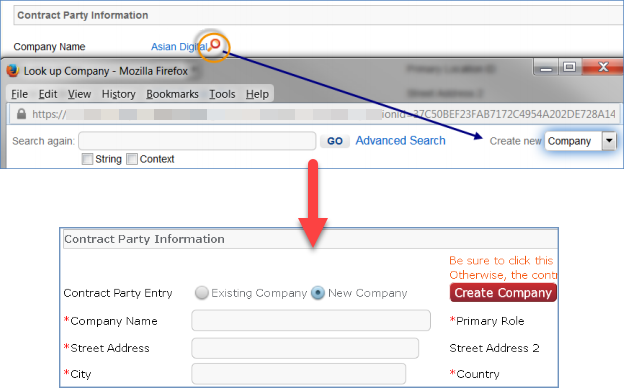 Contract Party Information
Company Name Asian Digital
Look up Company - Mozilla Firefox
Primary Location ID
File Edit View History Bookmarks Tools Help
Street Address 2
https:// ionid=37C50BEF23FAB7172C4954A202DE728A14
Search again: GO Advanced Search Create new Company
String Context
Contract Party Information
Be sure to click this
Otherwise, the contr
Contract Party Entry Existing Company New Company Create Company
*Company Name *Primary Role
*Street Address Street Address 2
*City *Country